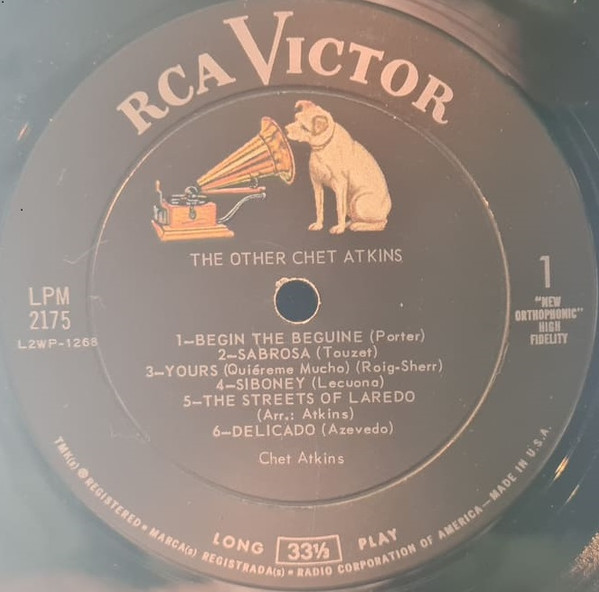 RCA VICTOR
THE OTHER CHET ATKINS
LPM
2175
L2WP-1268
1
"NEW
ORTHOPHONIC"
HIGH
FIDELITY
1—BEGIN THE BEGUINE (Porter)
2—SABROSA (Touzet)
3—YOURS (Quiéreme Mucho) (Roig-Sherr)
4—SIBONEY (Lecuona)
5—THE STREETS OF LAREDO
(Arr.: Atkins)
6—DELICADO (Azevedo)
Chet Atkins
LONG 33⅓ PLAY
TMK(s) ® REGISTERED • MARCA(s) REGISTRADA(s) • RADIO CORPORATION OF AMERICA—MADE IN U.S.A.